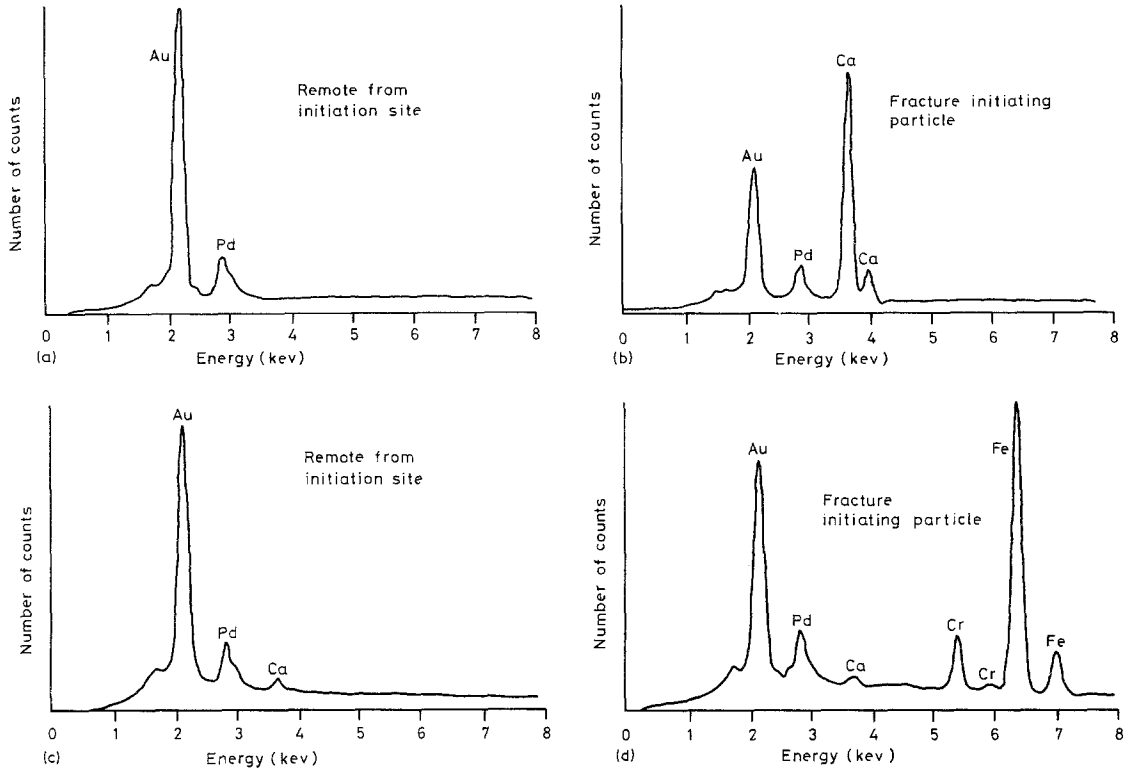 Number of counts
Au
Pd
Remote from
initiation site
0 1 2 3 4 5 6 7 8
(a)
Energy (kev)
Number of counts
Ca
Au
Pd
Ca
Fracture initiating
particle
0 1 2 3 4 5 6 7 8
(b)
Energy (kev)
Number of counts
Au
Pd
Ca
Remote from
initiation site
0 1 2 3 4 5 6 7 8
(c)
Energy (kev)
Number of counts
Au
Pd
Ca
Cr
Cr
Fe
Fe
Fracture
initiating particle
0 1 2 3 4 5 6 7 8
(d)
Energy (kev)